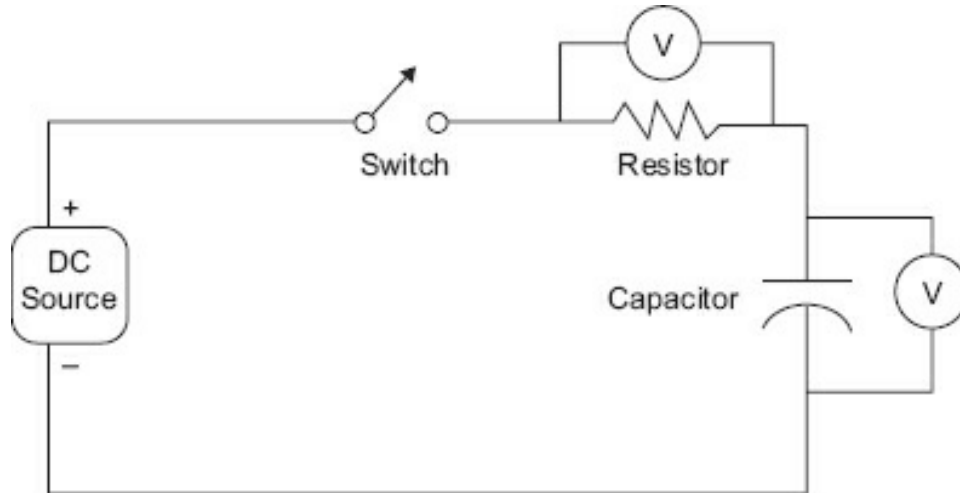 V
Switch
Resistor
+
DC
Source
–
Capacitor
V